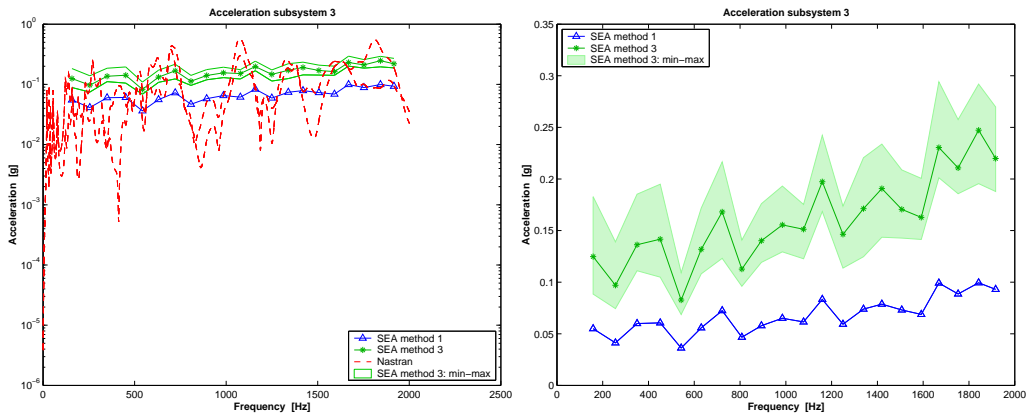 Acceleration subsystem 3
Acceleration [g]
10^0
10^-1
10^-2
10^-3
10^-4
10^-5
10^-6
0
500
1000
1500
2000
2500
Frequency [Hz]
SEA method 1
SEA method 3
Nastran
SEA method 3: min-max
Acceleration subsystem 3
SEA method 1
SEA method 3
SEA method 3: min-max
Acceleration [g]
0.35
0.3
0.25
0.2
0.15
0.1
0.05
0
0
200
400
600
800
1000
1200
1400
1600
1800
2000
Frequency [Hz]